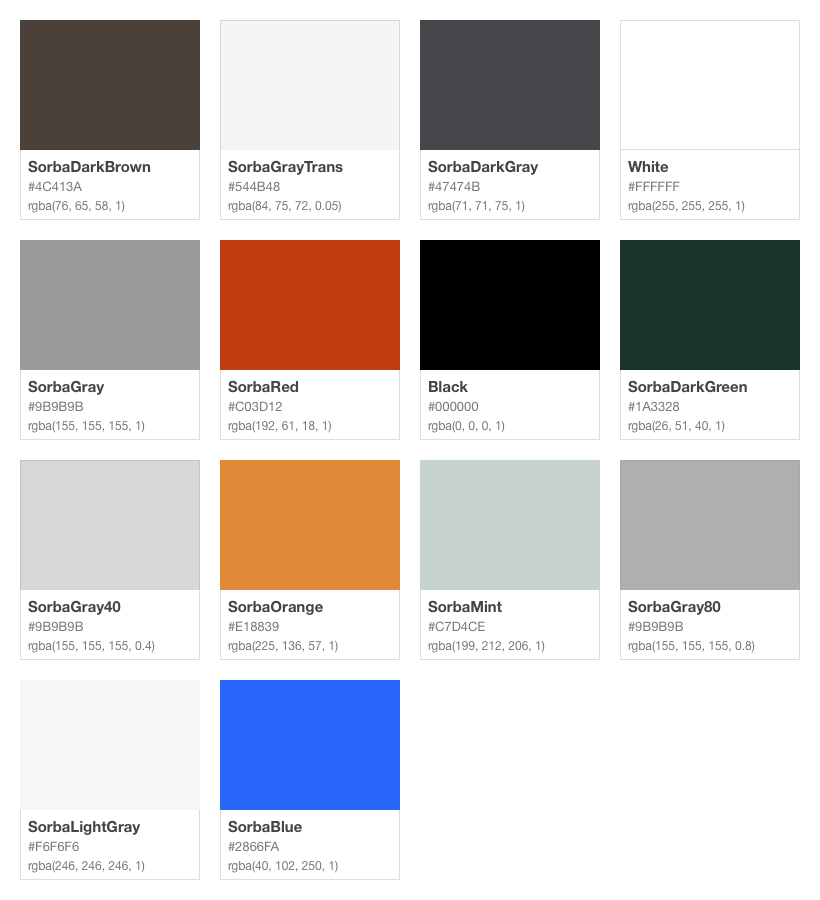 SorbaDarkBrown
#4C413A
rgba(76, 65, 58, 1)
SorbaGrayTrans
#544B48
rgba(84, 75, 72, 0.05)
SorbaDarkGray
#47474B
rgba(71, 71, 75, 1)
White
#FFFFFF
rgba(255, 255, 255, 1)
SorbaGray
#9B9B9B
rgba(155, 155, 155, 1)
SorbaRed
#C03D12
rgba(192, 61, 18, 1)
Black
#000000
rgba(0, 0, 0, 1)
SorbaDarkGreen
#1A3328
rgba(26, 51, 40, 1)
SorbaGray40
#9B9B9B
rgba(155, 155, 155, 0.4)
SorbaOrange
#E18839
rgba(225, 136, 57, 1)
SorbaMint
#C7D4CE
rgba(199, 212, 206, 1)
SorbaGray80
#9B9B9B
rgba(155, 155, 155, 0.8)
SorbaLightGray
#F6F6F6
rgba(246, 246, 246, 1)
SorbaBlue
#2866FA
rgba(40, 102, 250, 1)